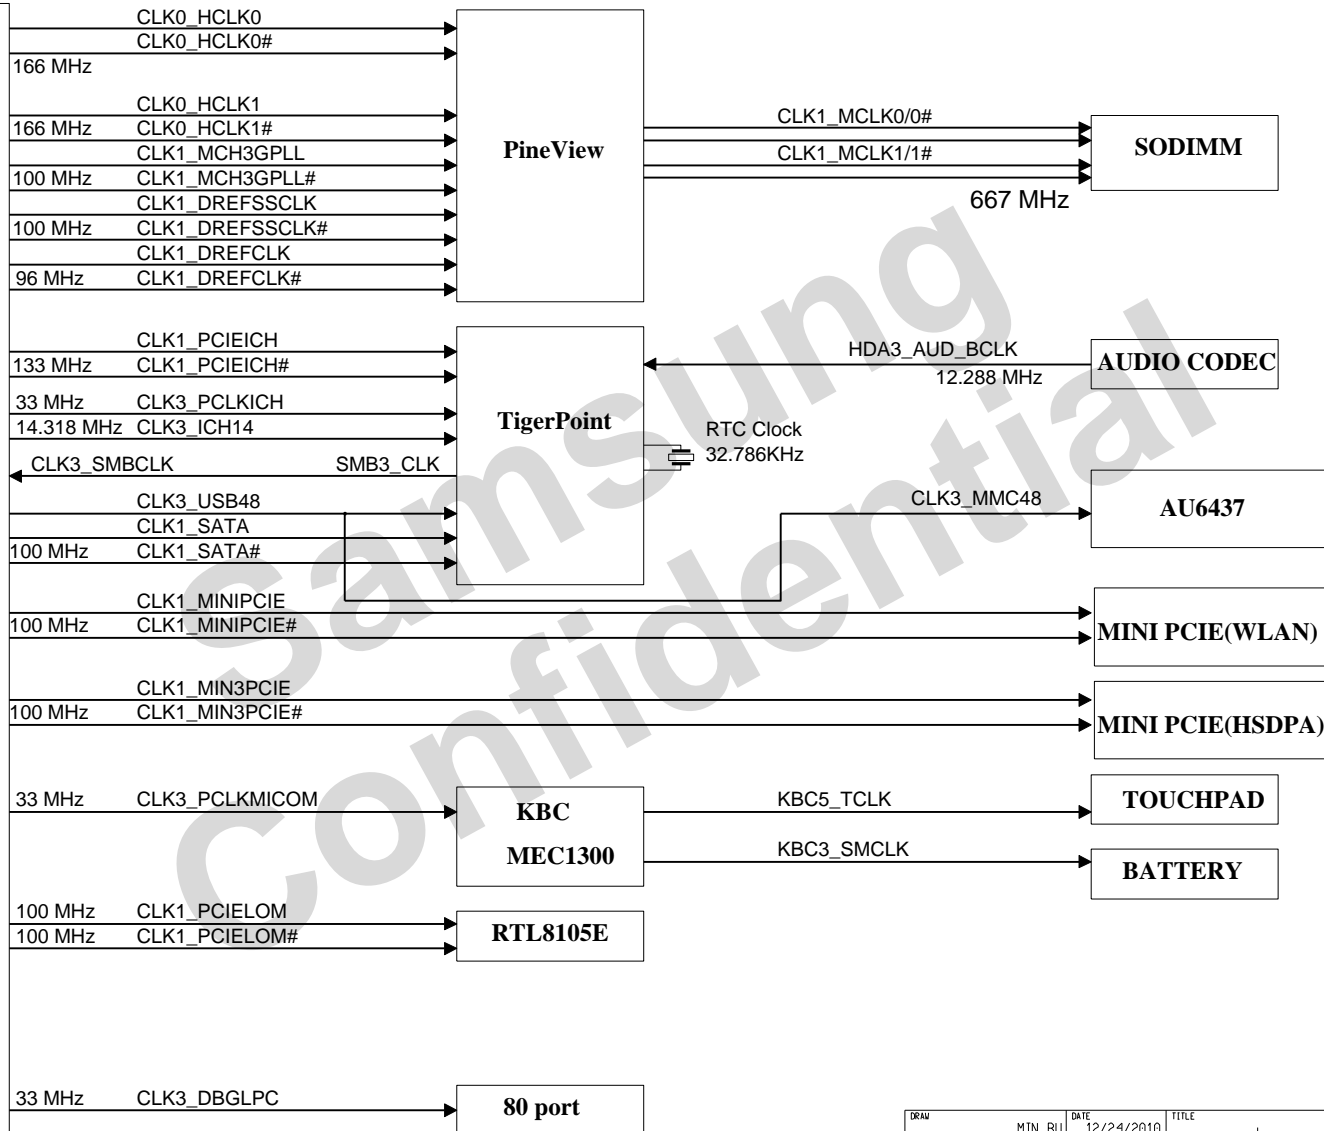 CLK0_HCLK0
CLK0_HCLK0#
166 MHz
CLK0_HCLK1
166 MHz CLK0_HCLK1#
CLK1_MCH3GPLL
100 MHz CLK1_MCH3GPLL#
CLK1_DREFSSCLK
100 MHz CLK1_DREFSSCLK#
CLK1_DREFCLK
96 MHz CLK1_DREFCLK#
PineView
CLK1_MCLK0/0#
CLK1_MCLK1/1#
667 MHz
SODIMM
CLK1_PCIEICH
133 MHz CLK1_PCIEICH#
33 MHz CLK3_PCLKICH
14.318 MHz CLK3_ICH14
CLK3_SMBCLK SMB3_CLK
CLK3_USB48
CLK1_SATA
100 MHz CLK1_SATA#
TigerPoint
HDA3_AUD_BCLK
12.288 MHz
AUDIO CODEC
RTC Clock
32.786KHz
CLK3_MMC48
AU6437
CLK1_MINIPCIE
100 MHz CLK1_MINIPCIE#
MINI PCIE(WLAN)
CLK1_MIN3PCIE
100 MHz CLK1_MIN3PCIE#
MINI PCIE(HSDPA)
33 MHz CLK3_PCLKMICOM
KBC
MEC1300
KBC5_TCLK
TOUCHPAD
KBC3_SMCLK
BATTERY
100 MHz CLK1_PCIELOM
100 MHz CLK1_PCIELOM#
RTL8105E
33 MHz CLK3_DBGLPC
80 port
Samsung
Confidential
DRAW
MIN RU
DATE
12/24/2010
TITLE